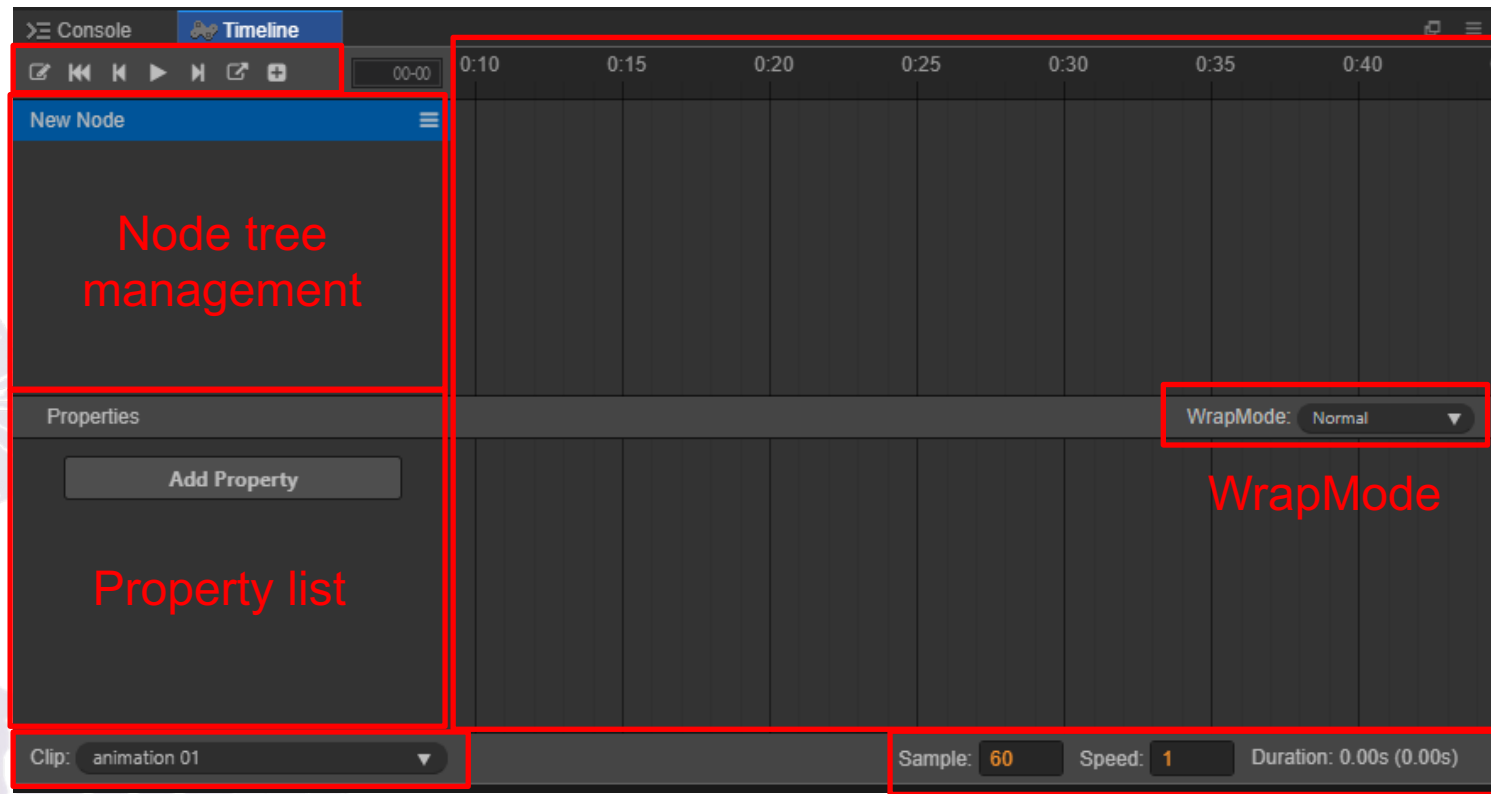 Console
Timeline
00-00
0:10
0:15
0:20
0:25
0:30
0:35
0:40
New Node
Node tree
management
Properties
WrapMode: Normal
Add Property
WrapMode
Property list
Clip: animation 01
Sample: 60 Speed: 1 Duration: 0.00s (0.00s)